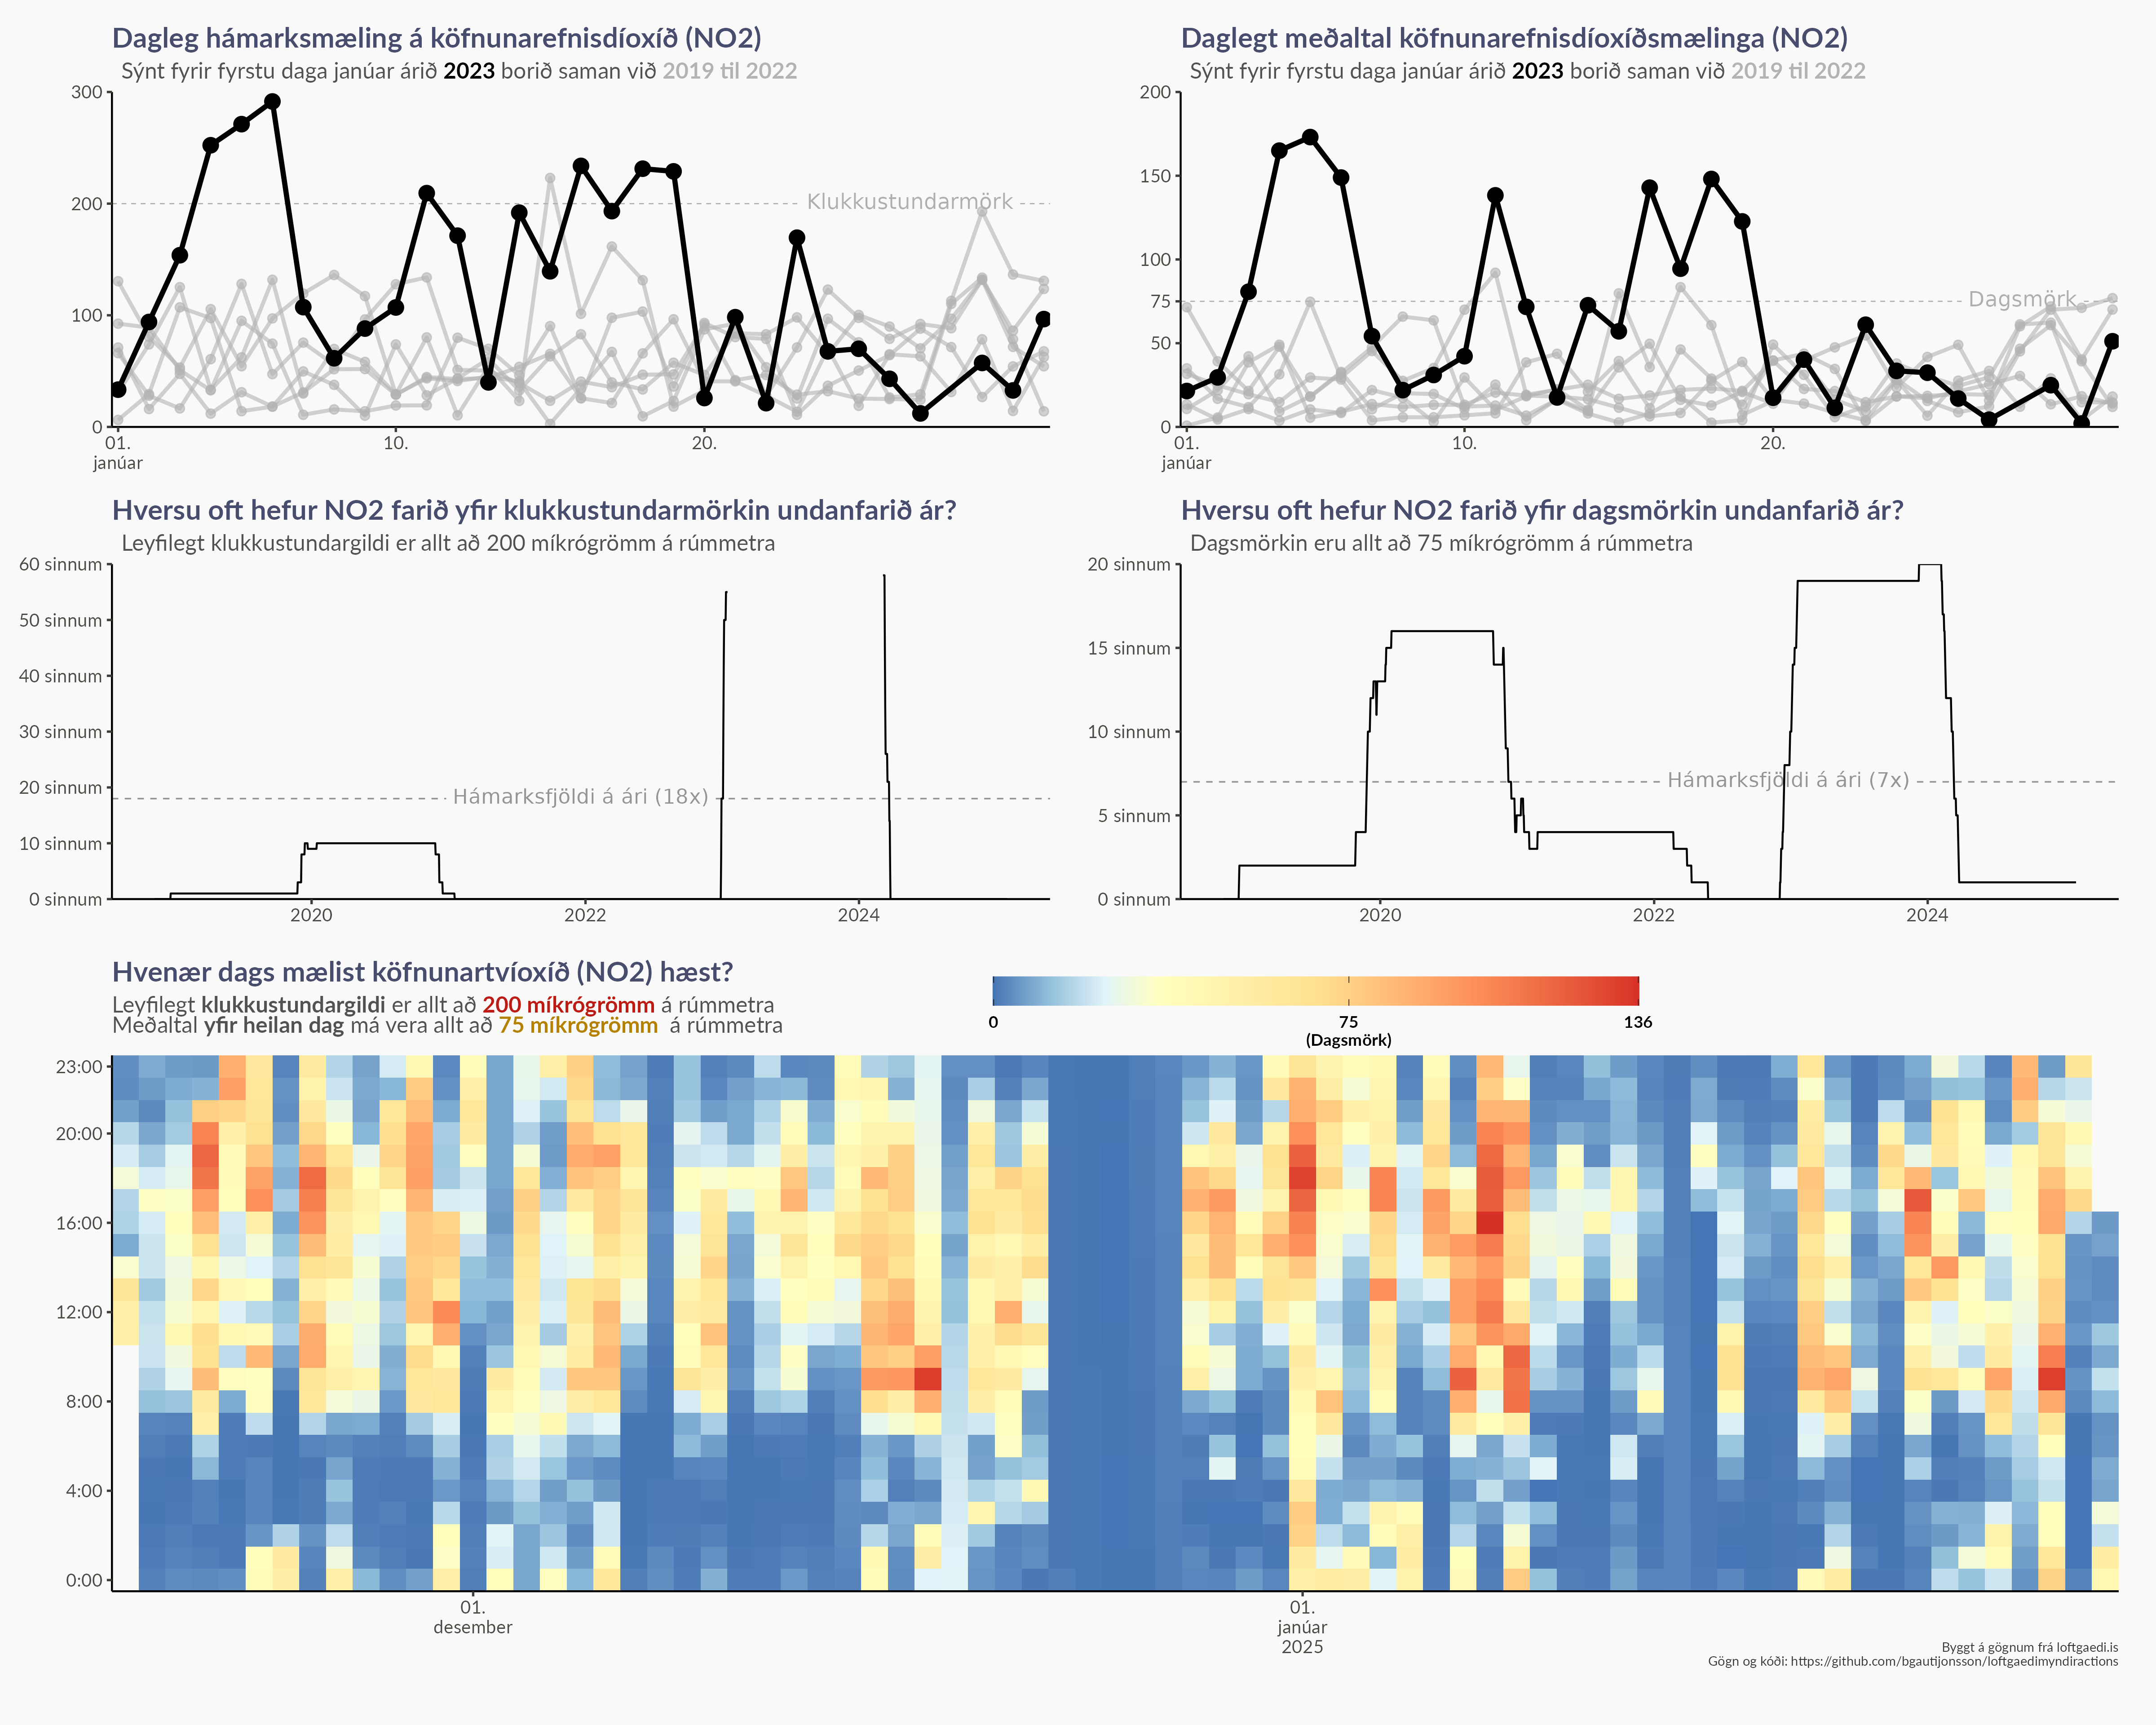 Dagleg hámarksmæling á köfnunarefnisdíoxíð (NO2)
Sýnt fyrir fyrstu daga janúar árið 2023 borið saman við 2019 til 2022
300
200
100
0
Klukkustundarmörk
01.
janúar
10.
20.
Daglegt meðaltal köfnunarefnisdíoxíðsmælinga (NO2)
Sýnt fyrir fyrstu daga janúar árið 2023 borið saman við 2019 til 2022
200
150
100
75
50
0
Dagsmörk
01.
janúar
10.
20.
Hversu oft hefur NO2 farið yfir klukkustundarmörkin undanfarið ár?
Leyfilegt klukkustundargildi er allt að 200 míkrógrömm á rúmmetra
60 sinnum
50 sinnum
40 sinnum
30 sinnum
20 sinnum
10 sinnum
0 sinnum
Hámarksfjöldi á ári (18x)
2020
2022
2024
Hversu oft hefur NO2 farið yfir dagsmörkin undanfarið ár?
Dagsmörkin eru allt að 75 míkrógrömm á rúmmetra
20 sinnum
15 sinnum
10 sinnum
5 sinnum
0 sinnum
Hámarksfjöldi á ári (7x)
2020
2022
2024
Hvenær dags mælist köfnunartvíoxíð (NO2) hæst?
Leyfilegt klukkustundargildi er allt að 200 míkrógrömm á rúmmetra
Meðaltal yfir heilan dag má vera allt að 75 míkrógrömm á rúmmetra
0
75
(Dagsmörk)
136
23:00
20:00
16:00
12:00
8:00
4:00
0:00
01.
desember
01.
janúar
2025
Byggt á gögnum frá loftgaedi.is
Gögn og kóði: https://github.com/bgautijonsson/loftgaedimyndiractions